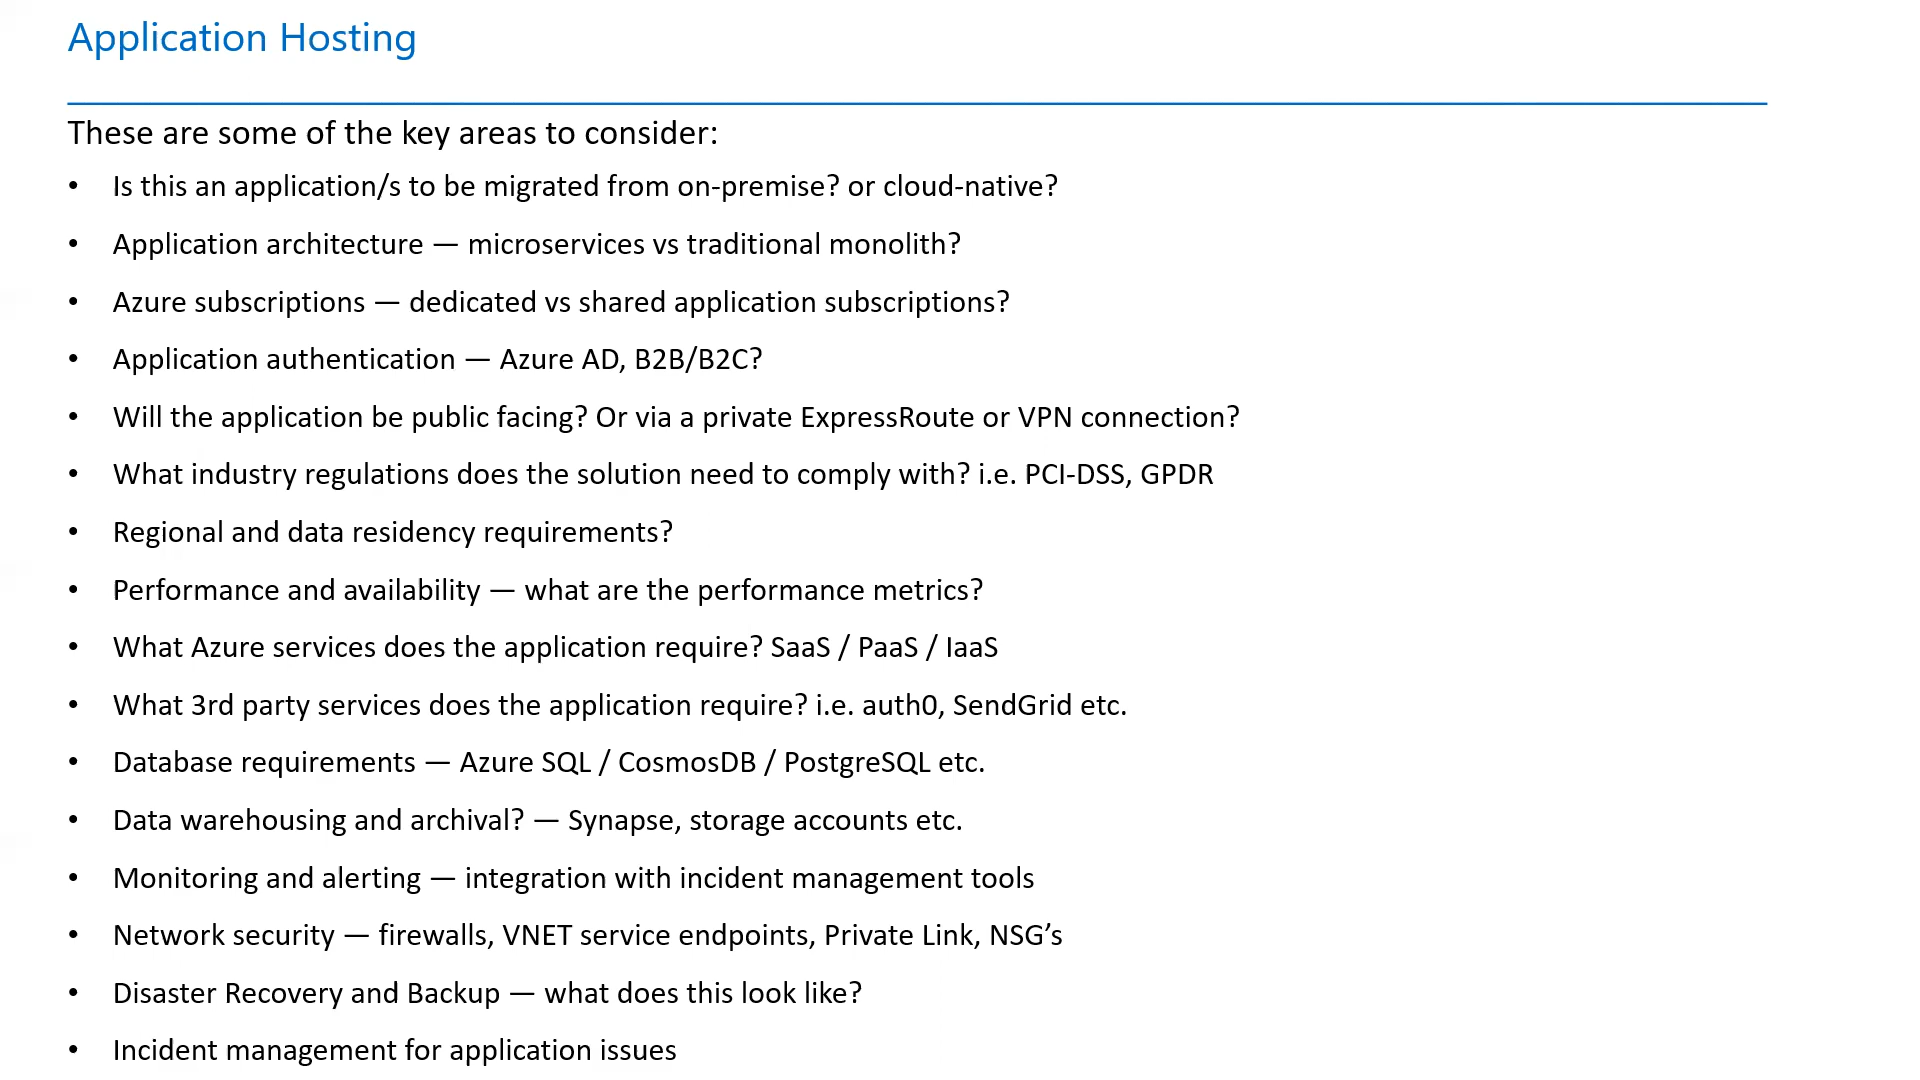 Application Hosting
These are some of the key areas to consider:
• Is this an application/s to be migrated from on-premise? or cloud-native?
• Application architecture — microservices vs traditional monolith?
• Azure subscriptions — dedicated vs shared application subscriptions?
• Application authentication — Azure AD, B2B/B2C?
• Will the application be public facing? Or via a private ExpressRoute or VPN connection?
• What industry regulations does the solution need to comply with? i.e. PCI-DSS, GPDR
• Regional and data residency requirements?
• Performance and availability — what are the performance metrics?
• What Azure services does the application require? SaaS / PaaS / IaaS
• What 3rd party services does the application require? i.e. auth0, SendGrid etc.
• Database requirements — Azure SQL / CosmosDB / PostgreSQL etc.
• Data warehousing and archival? — Synapse, storage accounts etc.
• Monitoring and alerting — integration with incident management tools
• Network security — firewalls, VNET service endpoints, Private Link, NSG’s
• Disaster Recovery and Backup — what does this look like?
• Incident management for application issues